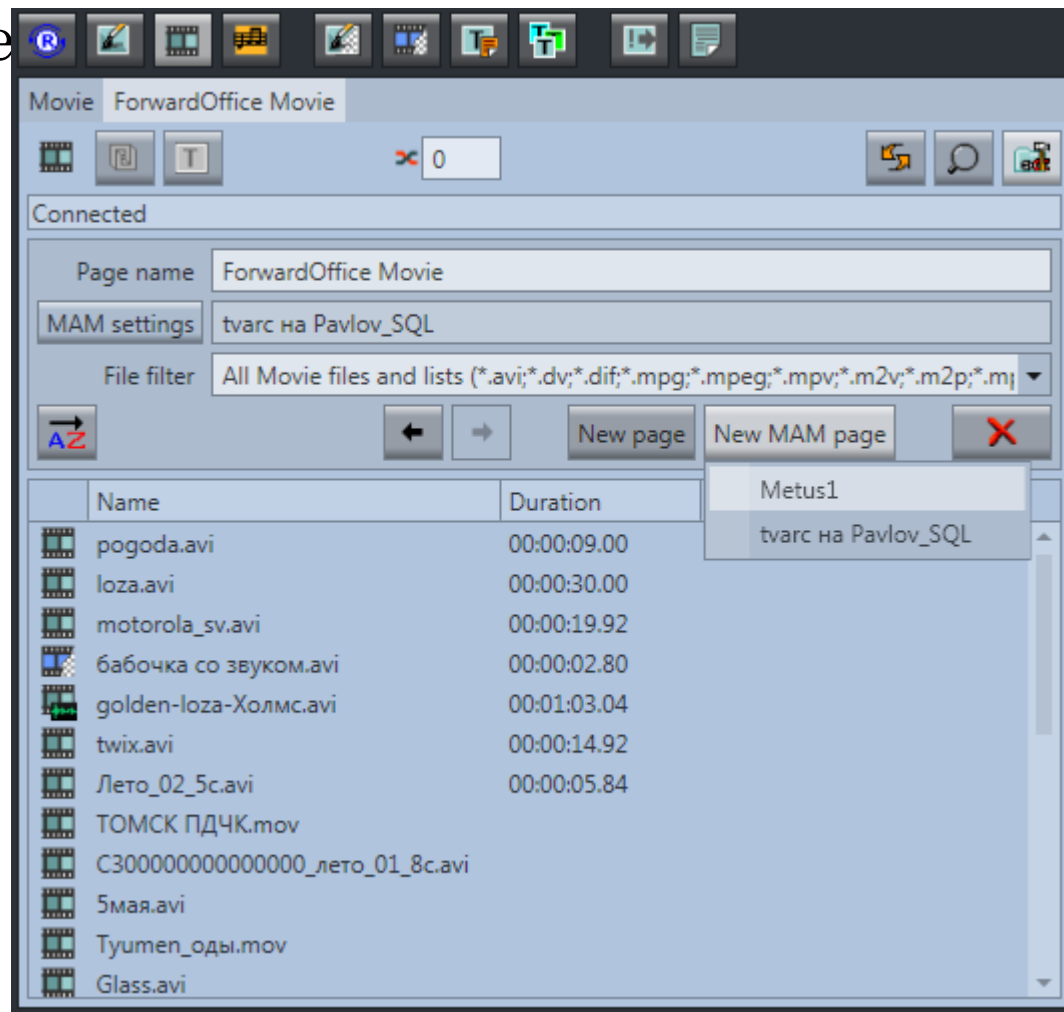 e
Movie ForwardOffice Movie
0
Connected
Page name ForwardOffice Movie
MAM settings tvarc на Pavlov_SQL
File filter All Movie files and lists (*.avi;*.dv;*.dif;*.mpg;*.mpeg;*.mpv;*.m2v;*.m2p;*.m
AZ New page New MAM page
Metus1
tvarc на Pavlov_SQL
Name Duration
pogoda.avi 00:00:09.00
loza.avi 00:00:30.00
motorola_sv.avi 00:00:19.92
бабочка со звуком.avi 00:00:02.80
golden-loza-Холмс.avi 00:01:03.04
twix.avi 00:00:14.92
Лето_02_5с.avi 00:00:05.84
ТОМСК ПДЧК.mov
C300000000000000_лето_01_8с.avi
5мая.avi
Tyumen_оды.mov
Glass.avi